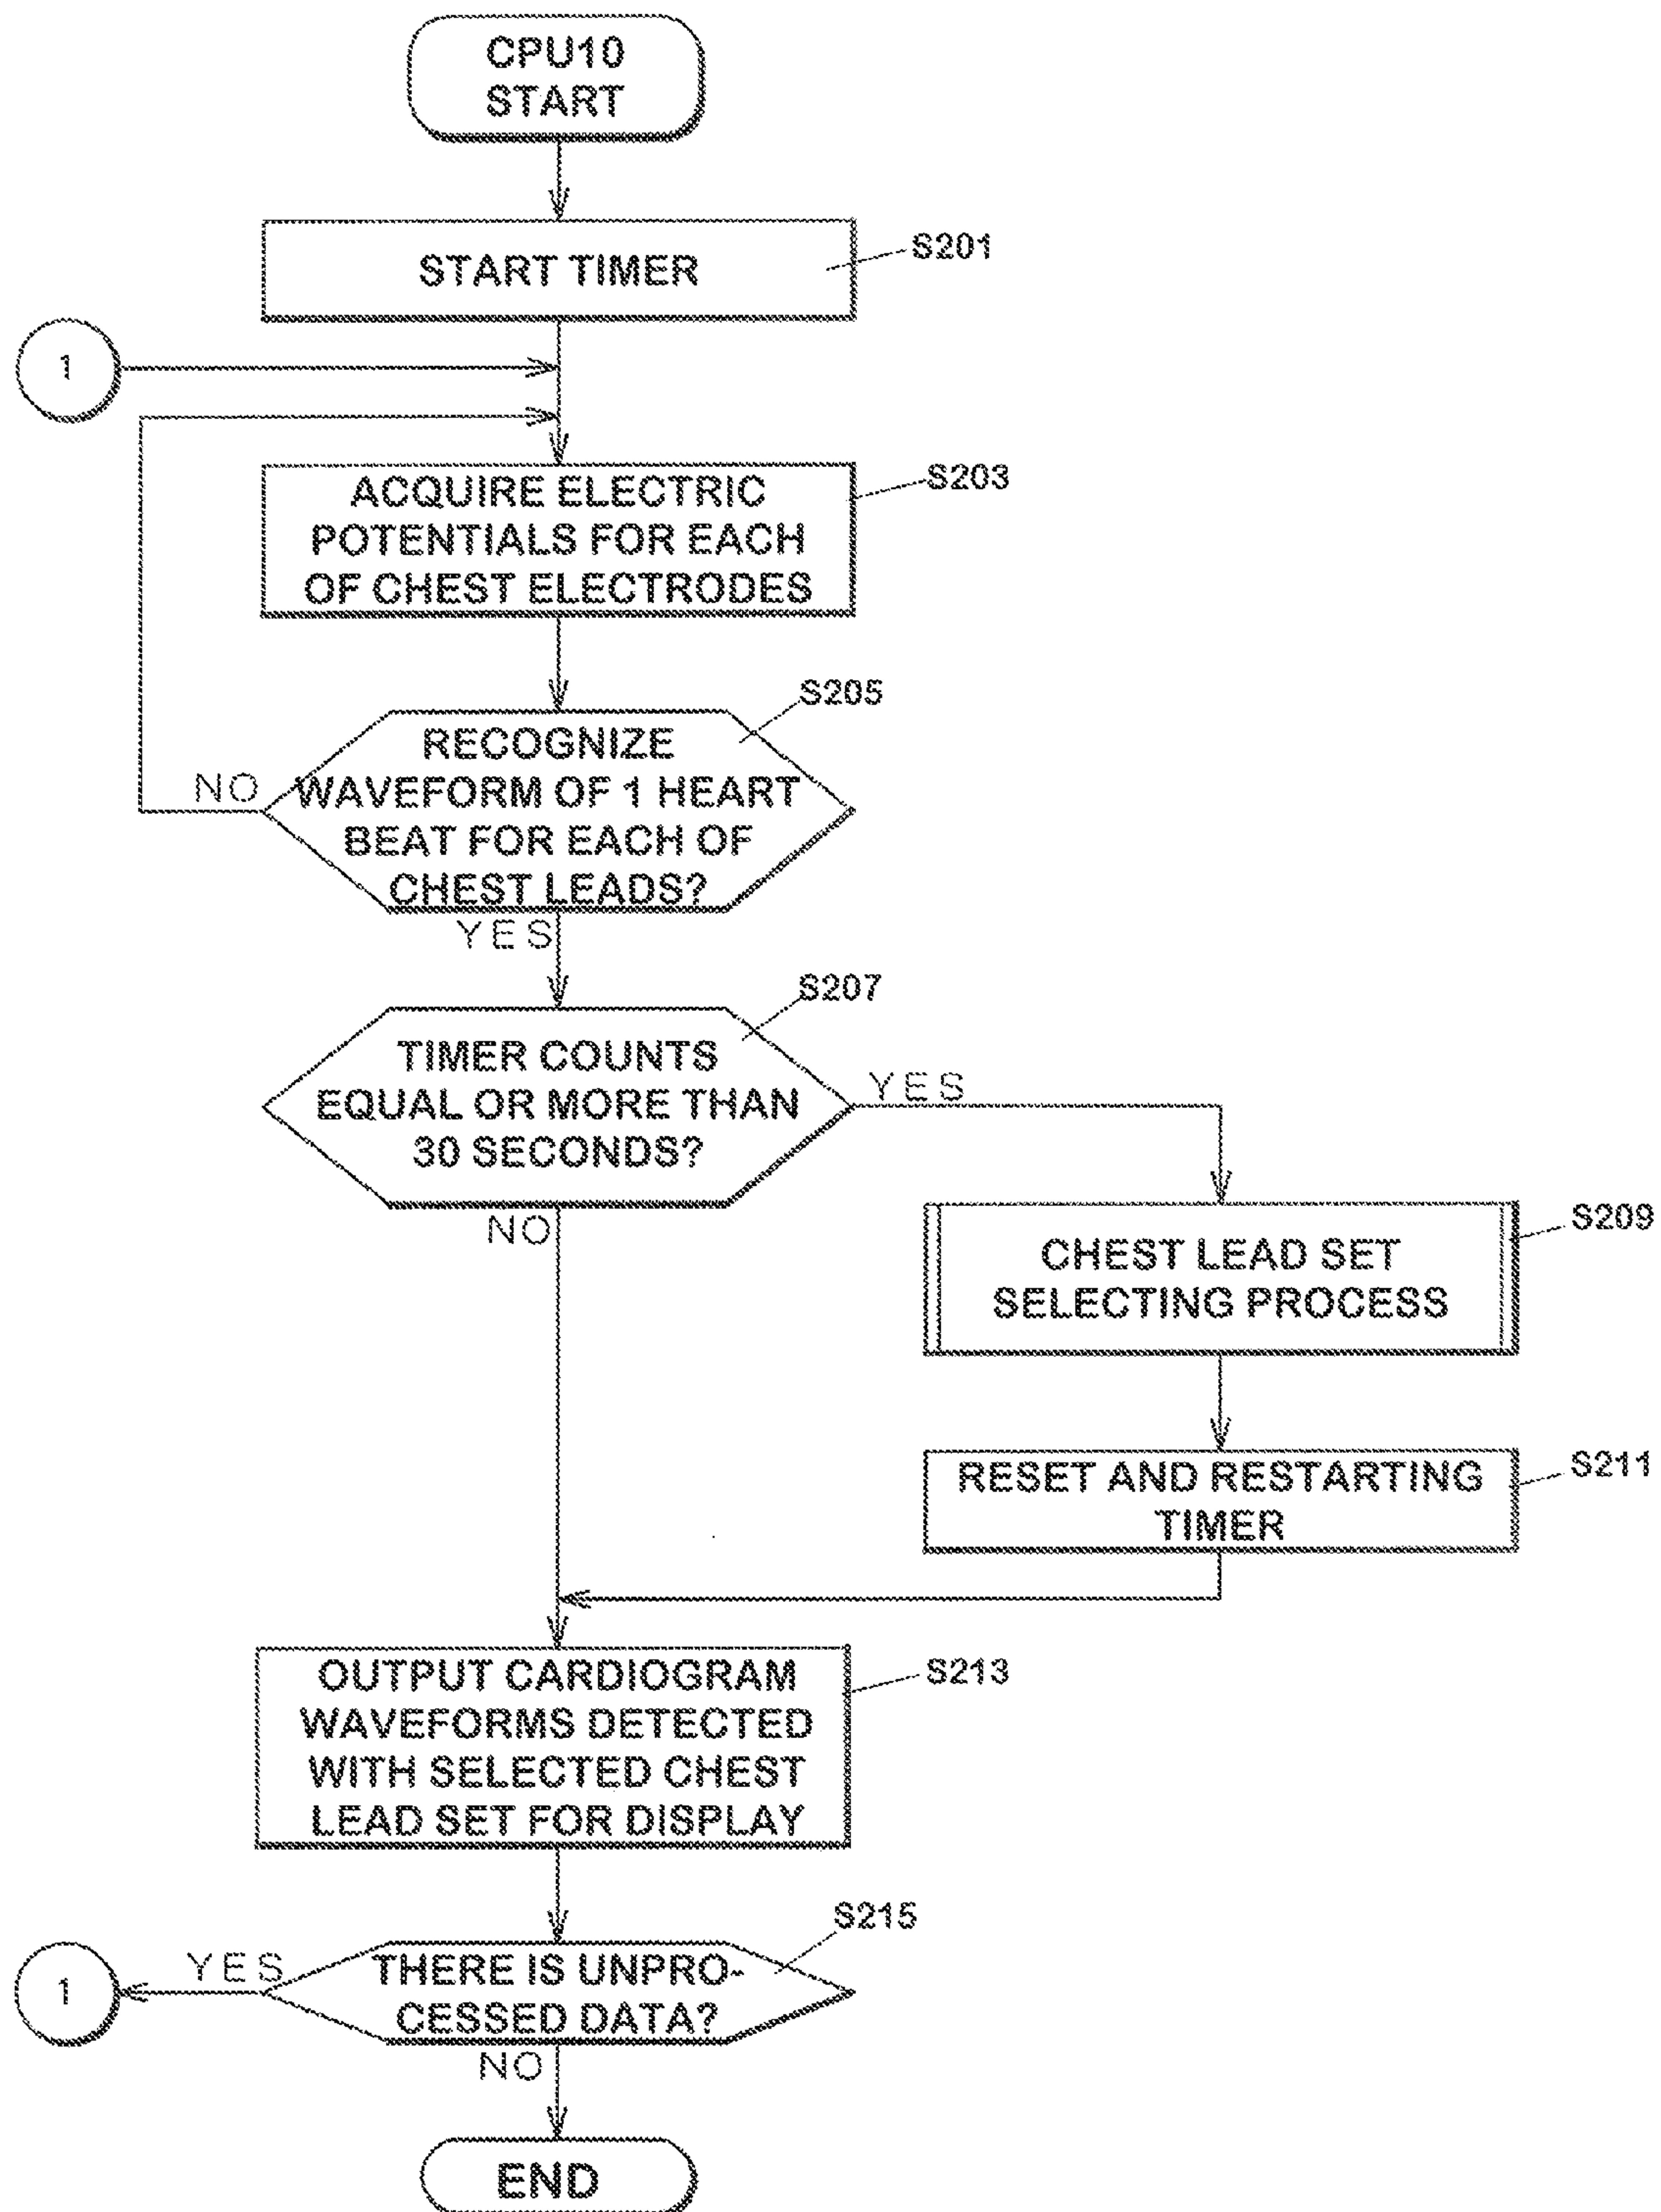 CPU10
START
START TIMER
S201
1
ACQUIRE ELECTRIC
POTENTIALS FOR EACH
OF CHEST ELECTRODES
S203
S205
RECOGNIZE
WAVEFORM OF 1 HEART
BEAT FOR EACH OF
CHEST LEADS?
NO
YES
S207
TIMER COUNTS
EQUAL OR MORE THAN
30 SECONDS?
YES
NO
CHEST LEAD SET
SELECTING PROCESS
S209
RESET AND RESTARTING
TIMER
S211
OUTPUT CARDIOGRAM
WAVEFORMS DETECTED
WITH SELECTED CHEST
LEAD SET FOR DISPLAY
S213
S215
THERE IS UNPRO-
CESSED DATA?
YES
1
NO
END